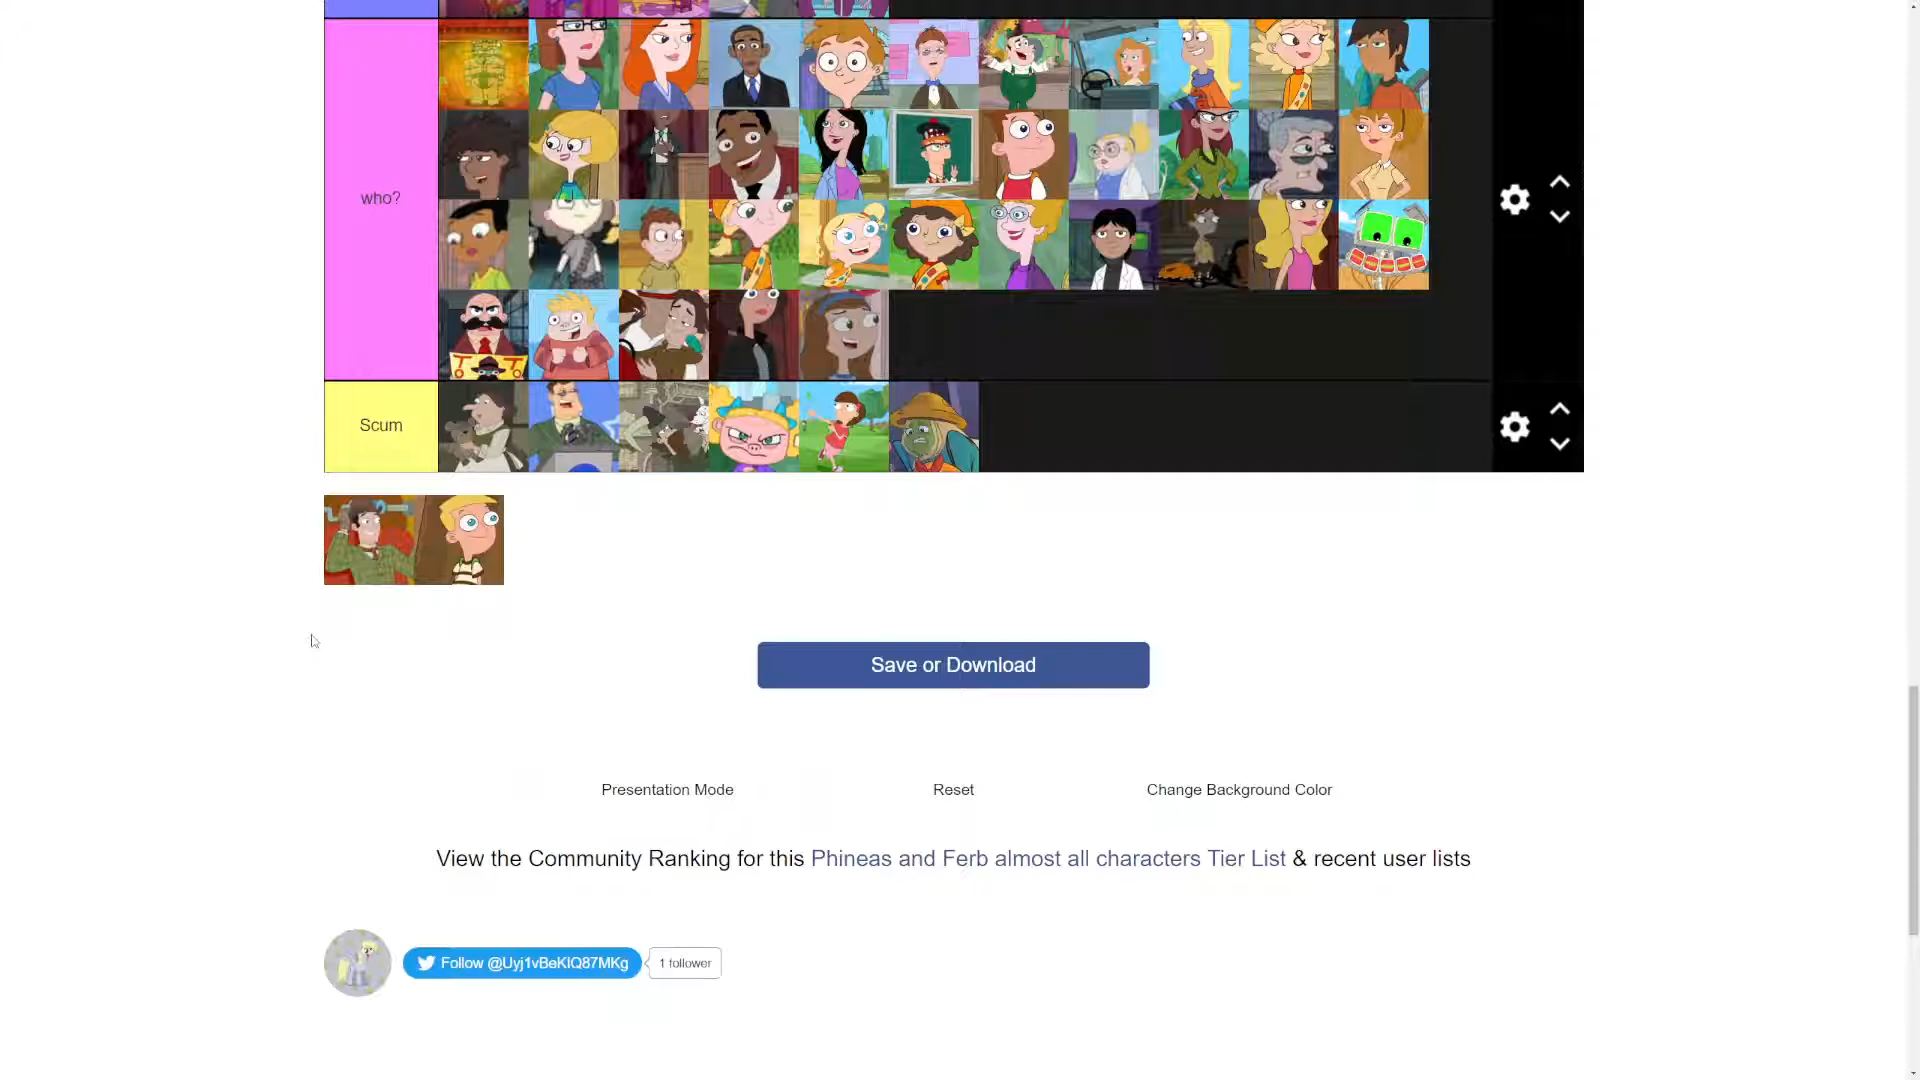 who?
Scum
Save or Download
Presentation Mode
Reset
Change Background Color
View the Community Ranking for this Phineas and Ferb almost all characters Tier List & recent user lists
Follow @Uyj1vBeKIQ87MKg
1 follower